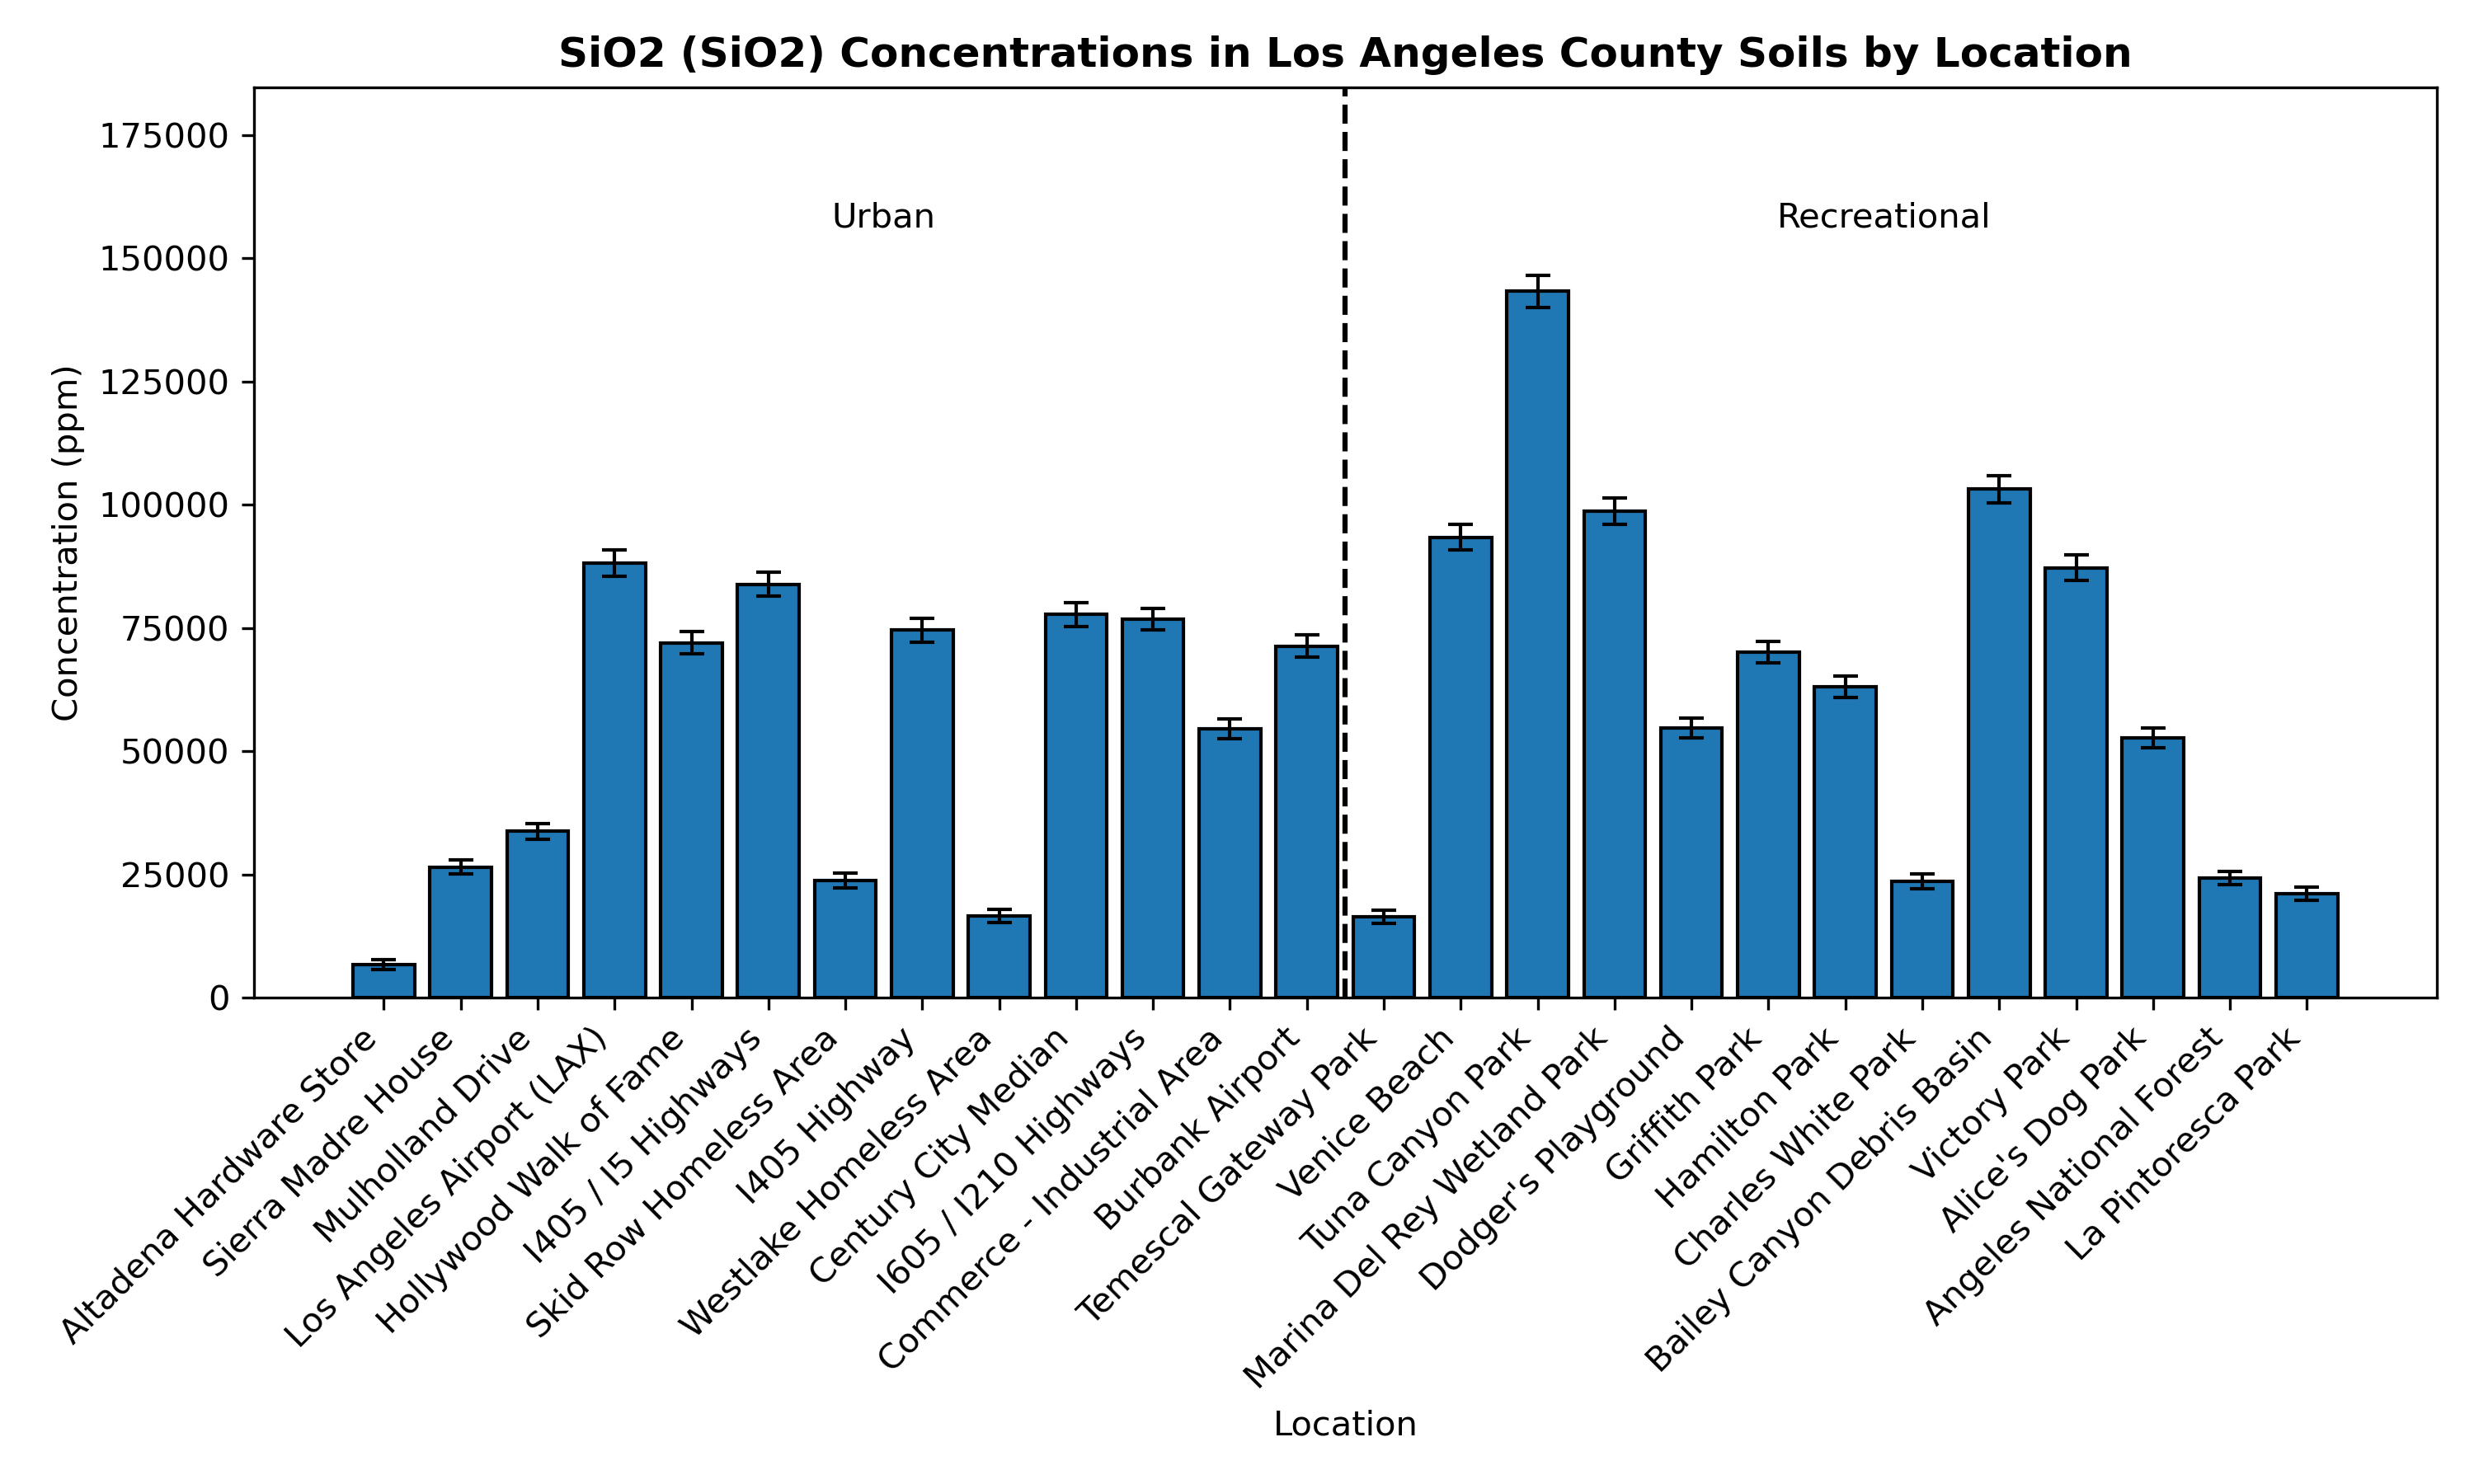 SiO2 (SiO2) Concentrations in Los Angeles County Soils by Location
Concentration (ppm)
175000
150000
125000
100000
75000
50000
25000
0
Urban
Recreational
Altadena Hardware Store
Sierra Madre House
Mulholland Drive
Los Angeles Airport (LAX)
Hollywood Walk of Fame
I405 / I5 Highways
Skid Row Homeless Area
I405 Highway
Westlake Homeless Area
Century City Median
I605 / I210 Highways
Commerce - Industrial Area
Burbank Airport
Temescal Gateway Park
Venice Beach
Tuna Canyon Park
Marina Del Rey Wetland Park
Dodger's Playground
Griffith Park
Hamilton Park
Charles White Park
Bailey Canyon Debris Basin
Victory Park
Alice's Dog Park
Angeles National Forest
La Pintoresca Park
Location